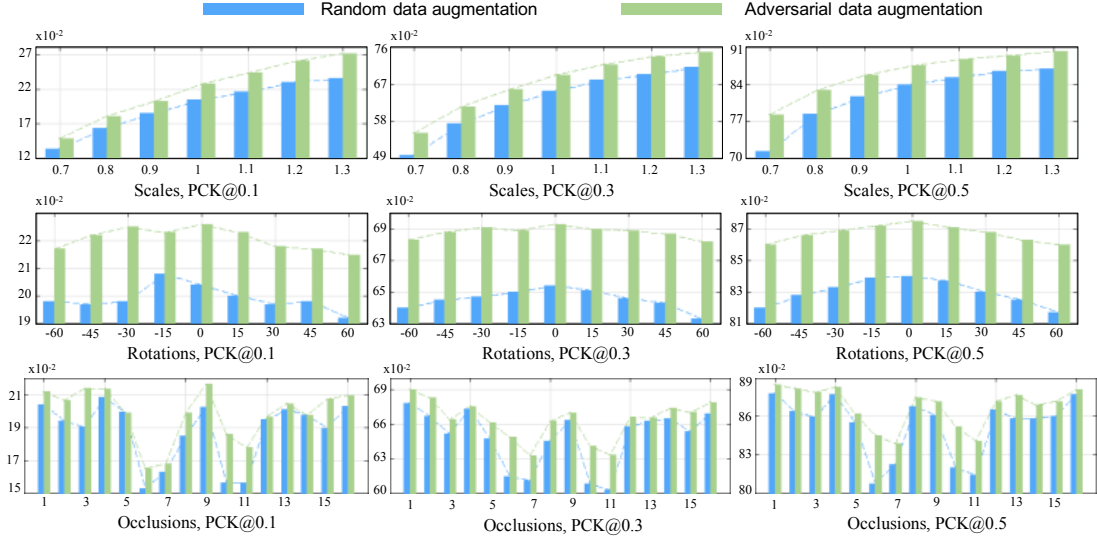 Random data augmentation Adversarial data augmentation
x10-2 x10-2 x10-2
27 76 91
22 67 84
17 58 77
12 49 70
0.7 0.8 0.9 1 1.1 1.2 1.3 0.7 0.8 0.9 1 1.1 1.2 1.3 0.7 0.8 0.9 1 1.1 1.2 1.3
Scales, PCK@0.1 Scales, PCK@0.3 Scales, PCK@0.5
x10-2 x10-2 x10-2
22 69 87
21 67 85
20 65 83
19 63 81
-60 -45 -30 -15 0 15 30 45 60 -60 -45 -30 -15 0 15 30 45 60 -60 -45 -30 -15 0 15 30 45 60
Rotations, PCK@0.1 Rotations, PCK@0.3 Rotations, PCK@0.5
x10-2 x10-2 x10-2
21 69 89
19 66 86
17 63 83
15 60 80
1 3 5 7 9 11 13 15 1 3 5 7 9 11 13 15 1 3 5 7 9 11 13 15
Occlusions, PCK@0.1 Occlusions, PCK@0.3 Occlusions, PCK@0.5